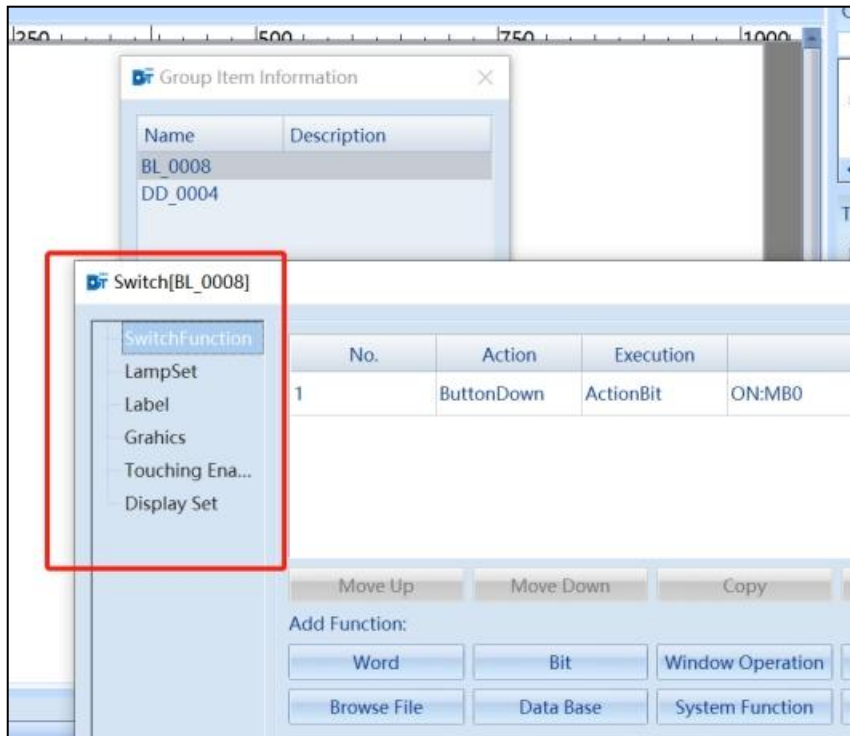 250 500 750 1000
Group Item Information
Name Description
BL_0008
DD_0004
Switch[BL_0008]
SwitchFunction
LampSet
Label
Grahics
Touching Ena...
Display Set
No. Action Execution
1 ButtonDown ActionBit ON:MB0
Move Up Move Down Copy
Add Function:
Word Bit Window Operation
Browse File Data Base System Function